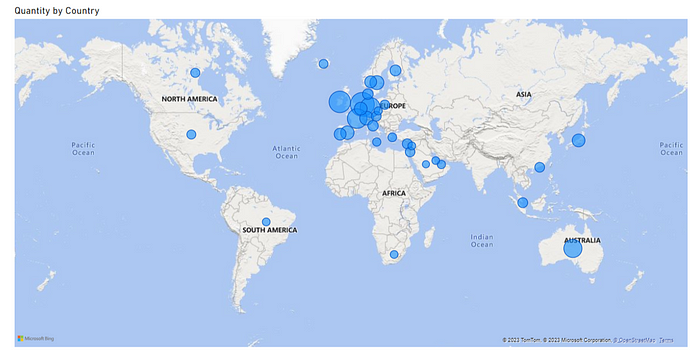 Quantity by Country
NORTH AMERICA
EUROPE
ASIA
Pacific
Ocean
Atlantic
Ocean
Pacific
Ocean
AFRICA
SOUTH AMERICA
Indian
Ocean
AUSTRALIA
Microsoft Bing
© 2023 TomTom, © 2023 Microsoft Corporation, © OpenStreetMap Terms